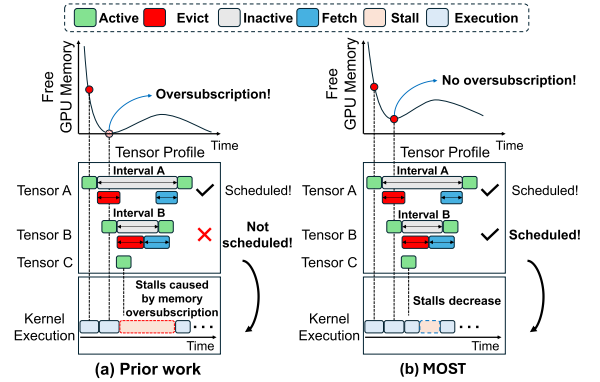 Active Evict Inactive Fetch Stall Execution
Free
GPU Memory
Oversubscription!
Time
Tensor Profile
Interval A
Tensor A
Scheduled!
Interval B
Tensor B
Not
scheduled!
Tensor C
Stalls caused
by memory
oversubscription
Kernel
Execution
...
Time
(a) Prior work
Free
GPU Memory
No oversubscription!
Time
Tensor Profile
Interval A
Tensor A
Scheduled!
Interval B
Tensor B
Scheduled!
Tensor C
Stalls decrease
Kernel
Execution
...
Time
(b) MOST